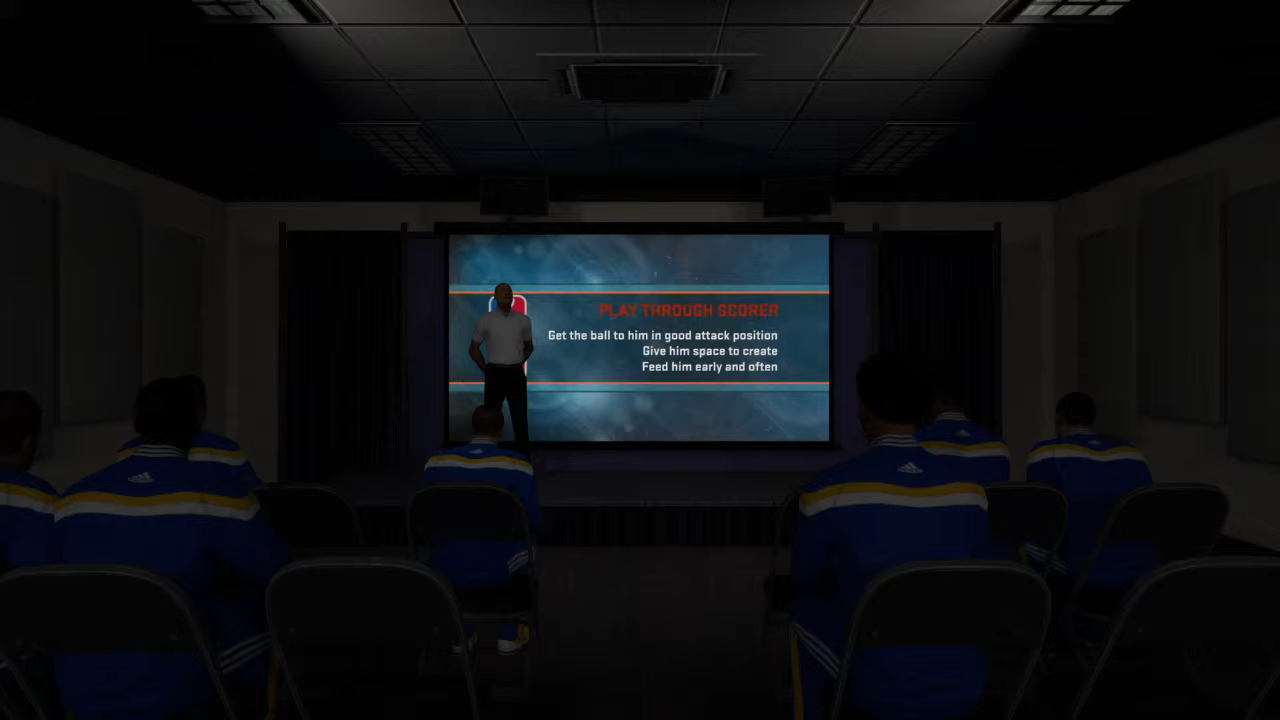 PLAY THROUGH SCORER
Get the ball to him in good attack position
Give him space to create
Feed him early and often